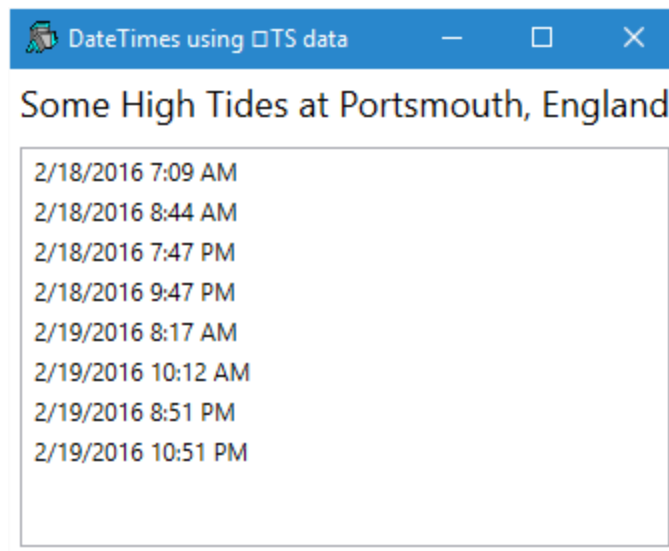 DateTimes using □TS data
Some High Tides at Portsmouth, England
2/18/2016 7:09 AM
2/18/2016 8:44 AM
2/18/2016 7:47 PM
2/18/2016 9:47 PM
2/19/2016 8:17 AM
2/19/2016 10:12 AM
2/19/2016 8:51 PM
2/19/2016 10:51 PM